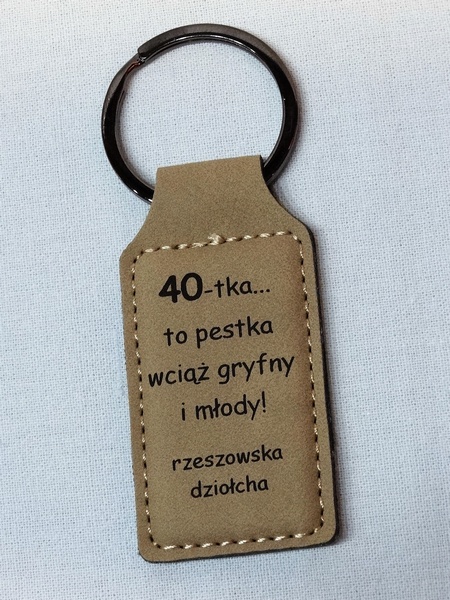 40-tka...
to pestka
wciąż gryfny
i młody!
rzeszowska
dziołcha